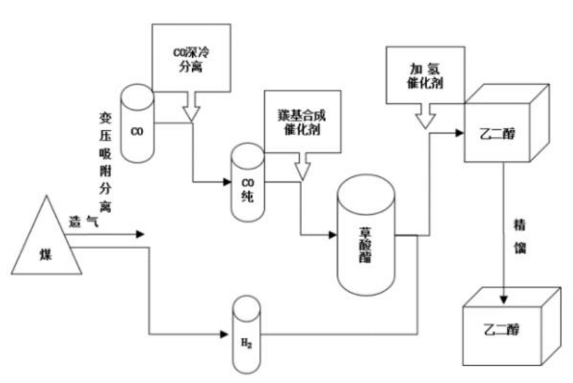 CO深冷
分离
加 氢
催化剂
变压吸附分离
CO
羰基合成
催化剂
乙二醇
CO
纯
造 气
煤
草酸酯
精馏
H₂
乙二醇